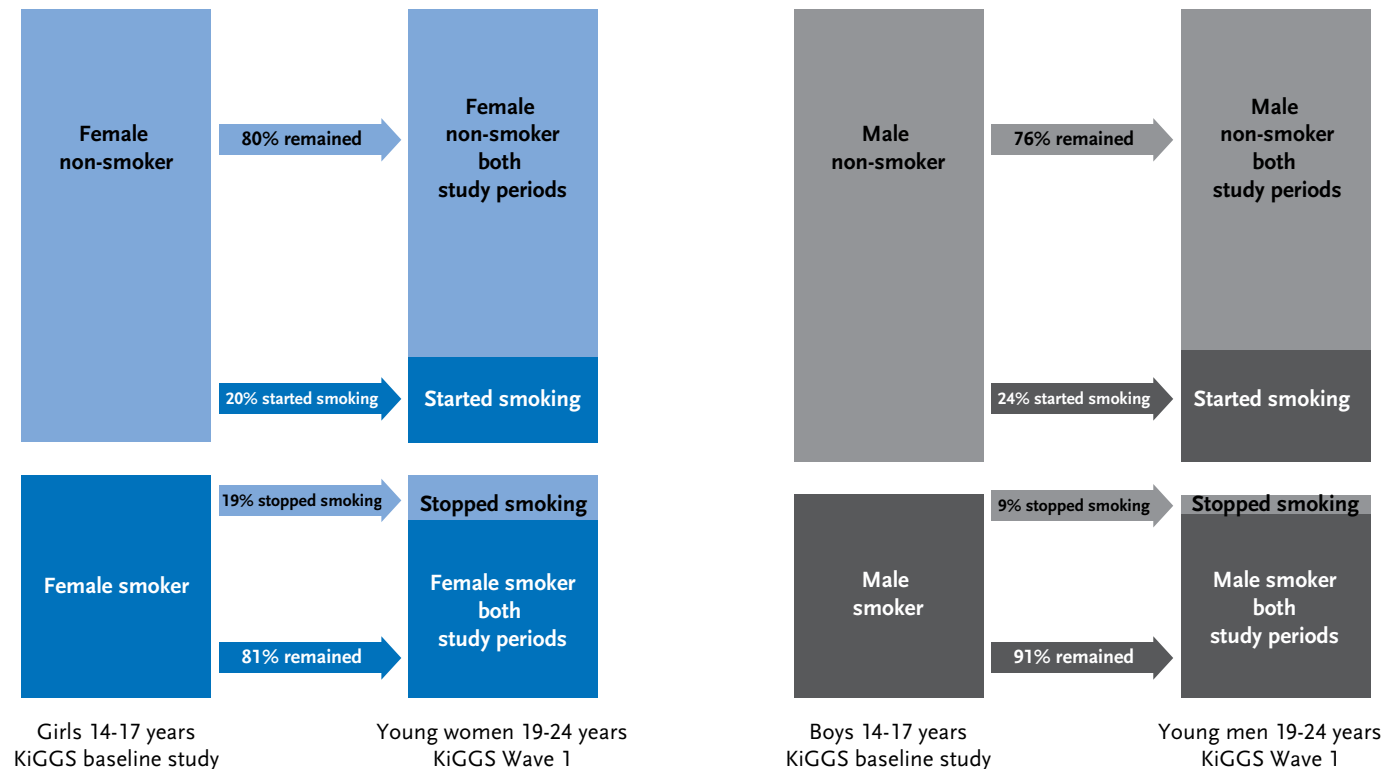 Female
non-smoker
80% remained
Female
non-smoker
both
study periods
20% started smoking
Started smoking
19% stopped smoking
Stopped smoking
Female smoker
Female smoker
both
study periods
81% remained
Girls 14-17 years
KiGGS baseline study
Young women 19-24 years
KiGGS Wave 1
Male
non-smoker
76% remained
Male
non-smoker
both
study periods
24% started smoking
Started smoking
9% stopped smoking
Stopped smoking
Male
smoker
Male smoker
both
study periods
91% remained
Boys 14-17 years
KiGGS baseline study
Young men 19-24 years
KiGGS Wave 1